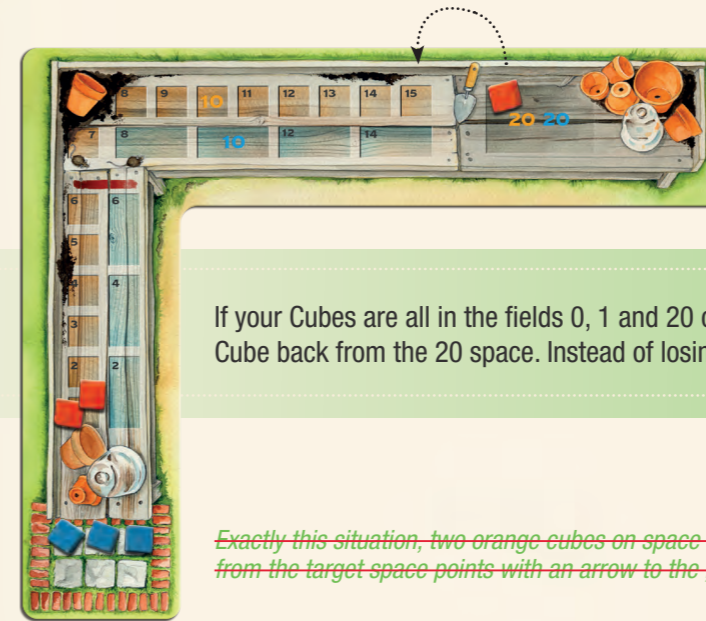 8 9 10 11 12 13 14 15
20 20
7 8 10 12 14
6 6
5
4 4
3
2 2
If your Cubes are all in the fields 0, 1 and 20
Cube back from the 20 space. Instead of
Exactly this situation, two orange cubes on space
from the target space points with an arrow to the